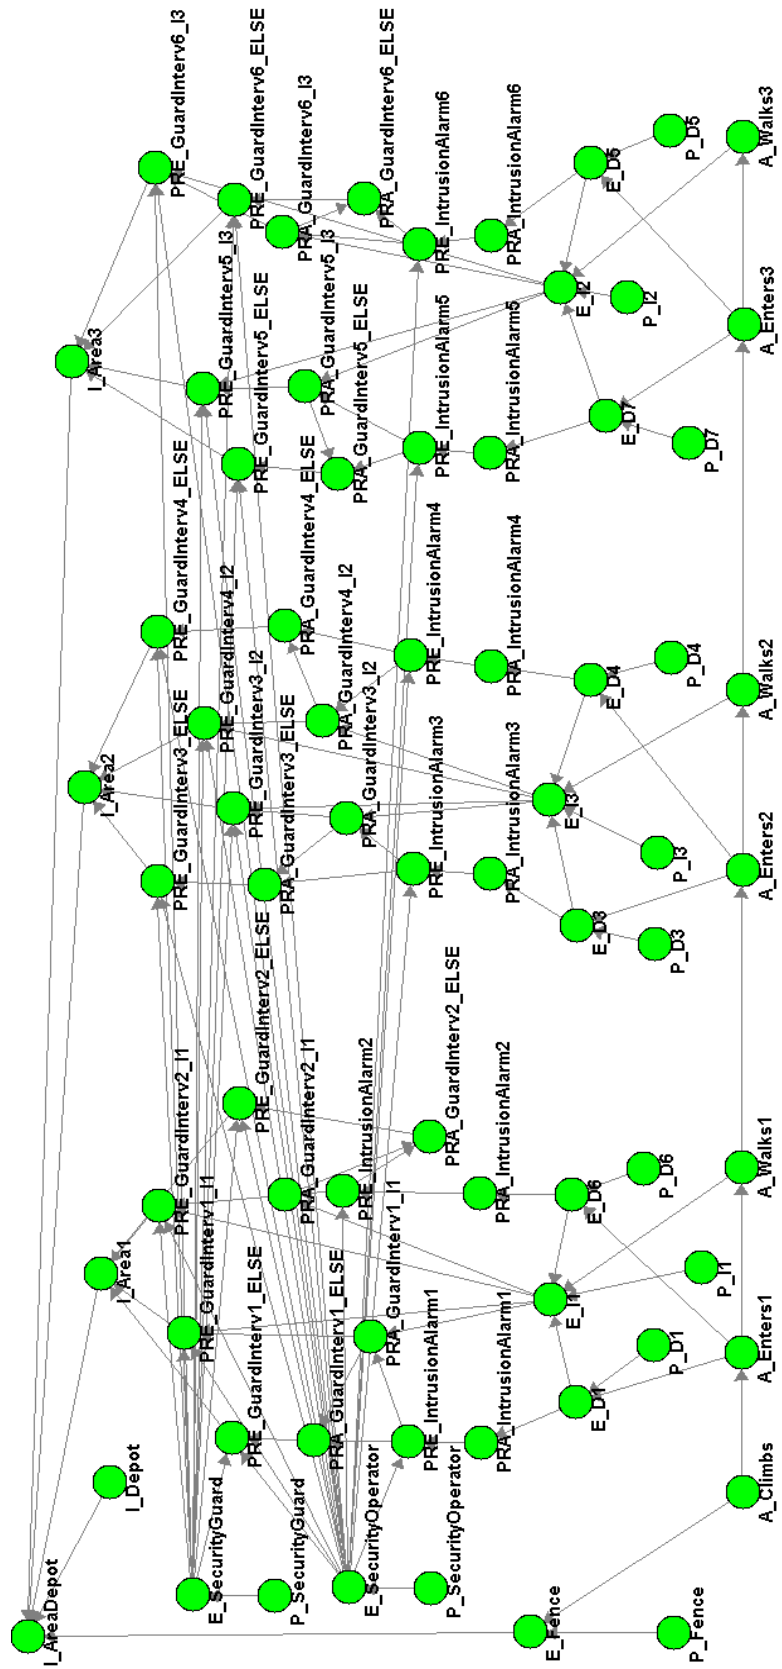 I_AreaDepot
I_Area3
I_Area2
I_Area1
I_Depot
PRE_GuardInterv2_I1
PRE_GuardInterv3_ELSE
PRE_GuardInterv4_ELSE
PRE_GuardInterv6_I3
PRE_GuardInterv1_I1
E_SecurityGuard
PRE_GuardInterv4_I2
PRE_GuardInterv5_I3
PRE_GuardInterv1_ELSE
PRE_GuardInterv2_ELSE
PRE_GuardInterv3_I2
PRE_GuardInterv5_ELSE
PRE_GuardInterv6_ELSE
P_SecurityGuard
PRA_GuardInterv2_I1
PRA_GuardInterv3_ELSE
PRA_GuardInterv4_ELSE
PRA_GuardInterv6_I3
PRA_GuardInterv1_ELSE
PRA_GuardInterv4_I2
PRA_GuardInterv5_I3
E_SecurityOperator
PRE_IntrusionAlarm2
PRA_GuardInterv3_I2
PRA_GuardInterv5_ELSE
PRA_GuardInterv6_ELSE
PRA_GuardInterv1_I1
P_SecurityOperator
PRE_IntrusionAlarm1
PRA_GuardInterv2_ELSE
PRE_IntrusionAlarm3
PRE_IntrusionAlarm4
PRE_IntrusionAlarm5
PRE_IntrusionAlarm6
PRA_IntrusionAlarm1
PRA_IntrusionAlarm2
PRA_IntrusionAlarm3
PRA_IntrusionAlarm4
PRA_IntrusionAlarm5
PRA_IntrusionAlarm6
E_Fence
E_I1
E_I3
E_I2
E_D1
E_D6
E_D3
E_D4
E_D7
E_D5
P_Fence
P_D1
P_I1
P_D6
P_D3
P_I3
P_D4
P_D7
P_I2
P_D5
A_Climbs
A_Enters1
A_Walks1
A_Enters2
A_Walks2
A_Enters3
A_Walks3